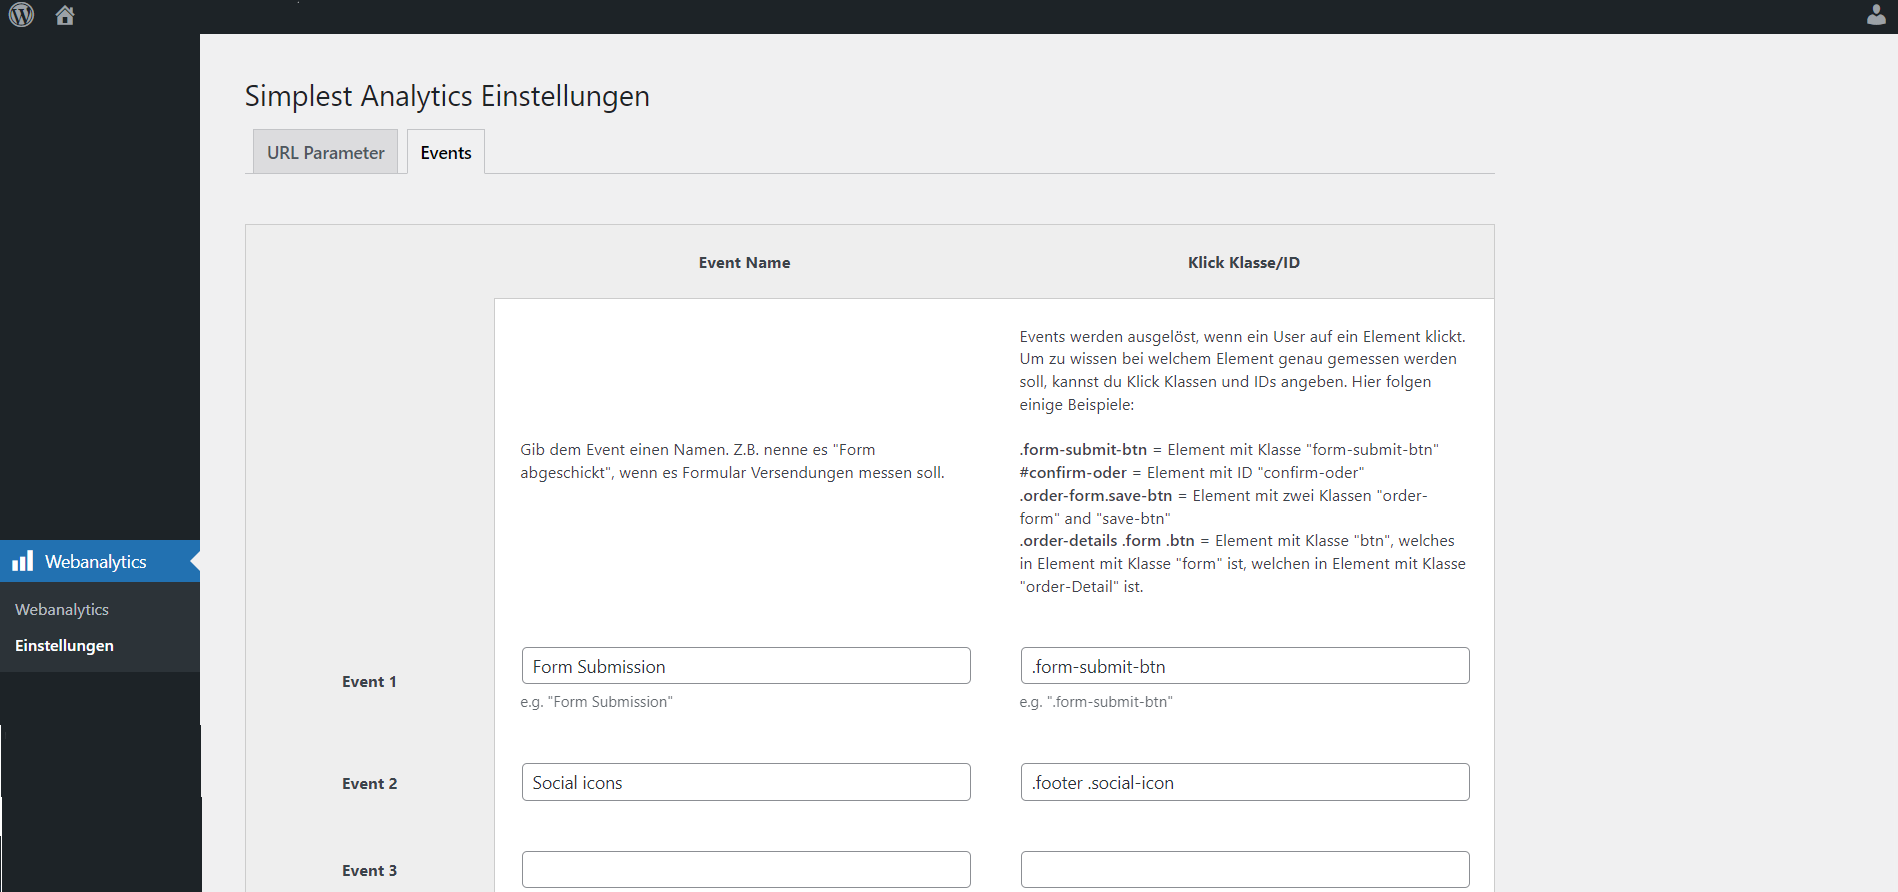 Simplest Analytics Einstellungen
URL Parameter
Events
Event Name
Klick Klasse/ID
Gib dem Event einen Namen. Z.B. nenne es "Form
abgeschickt", wenn es Formular Versendungen messen soll.
Events werden ausgelöst, wenn ein User auf ein Element klickt.
Um zu wissen bei welchem Element genau gemessen werden
soll, kannst du Klick Klassen und IDs angeben. Hier folgen
einige Beispiele:
.form-submit-btn = Element mit Klasse "form-submit-btn"
#confirm-oder = Element mit ID "confirm-oder"
.order-form.save-btn = Element mit zwei Klassen "order-
form" and "save-btn"
.order-details .form .btn = Element mit Klasse "btn", welches
in Element mit Klasse "form" ist, welchen in Element mit Klasse
"order-Detail" ist.
Webanalytics
Webanalytics
Einstellungen
Event 1
Form Submission
.form-submit-btn
e.g. "Form Submission"
e.g. ".form-submit-btn"
Event 2
Social icons
.footer .social-icon
Event 3